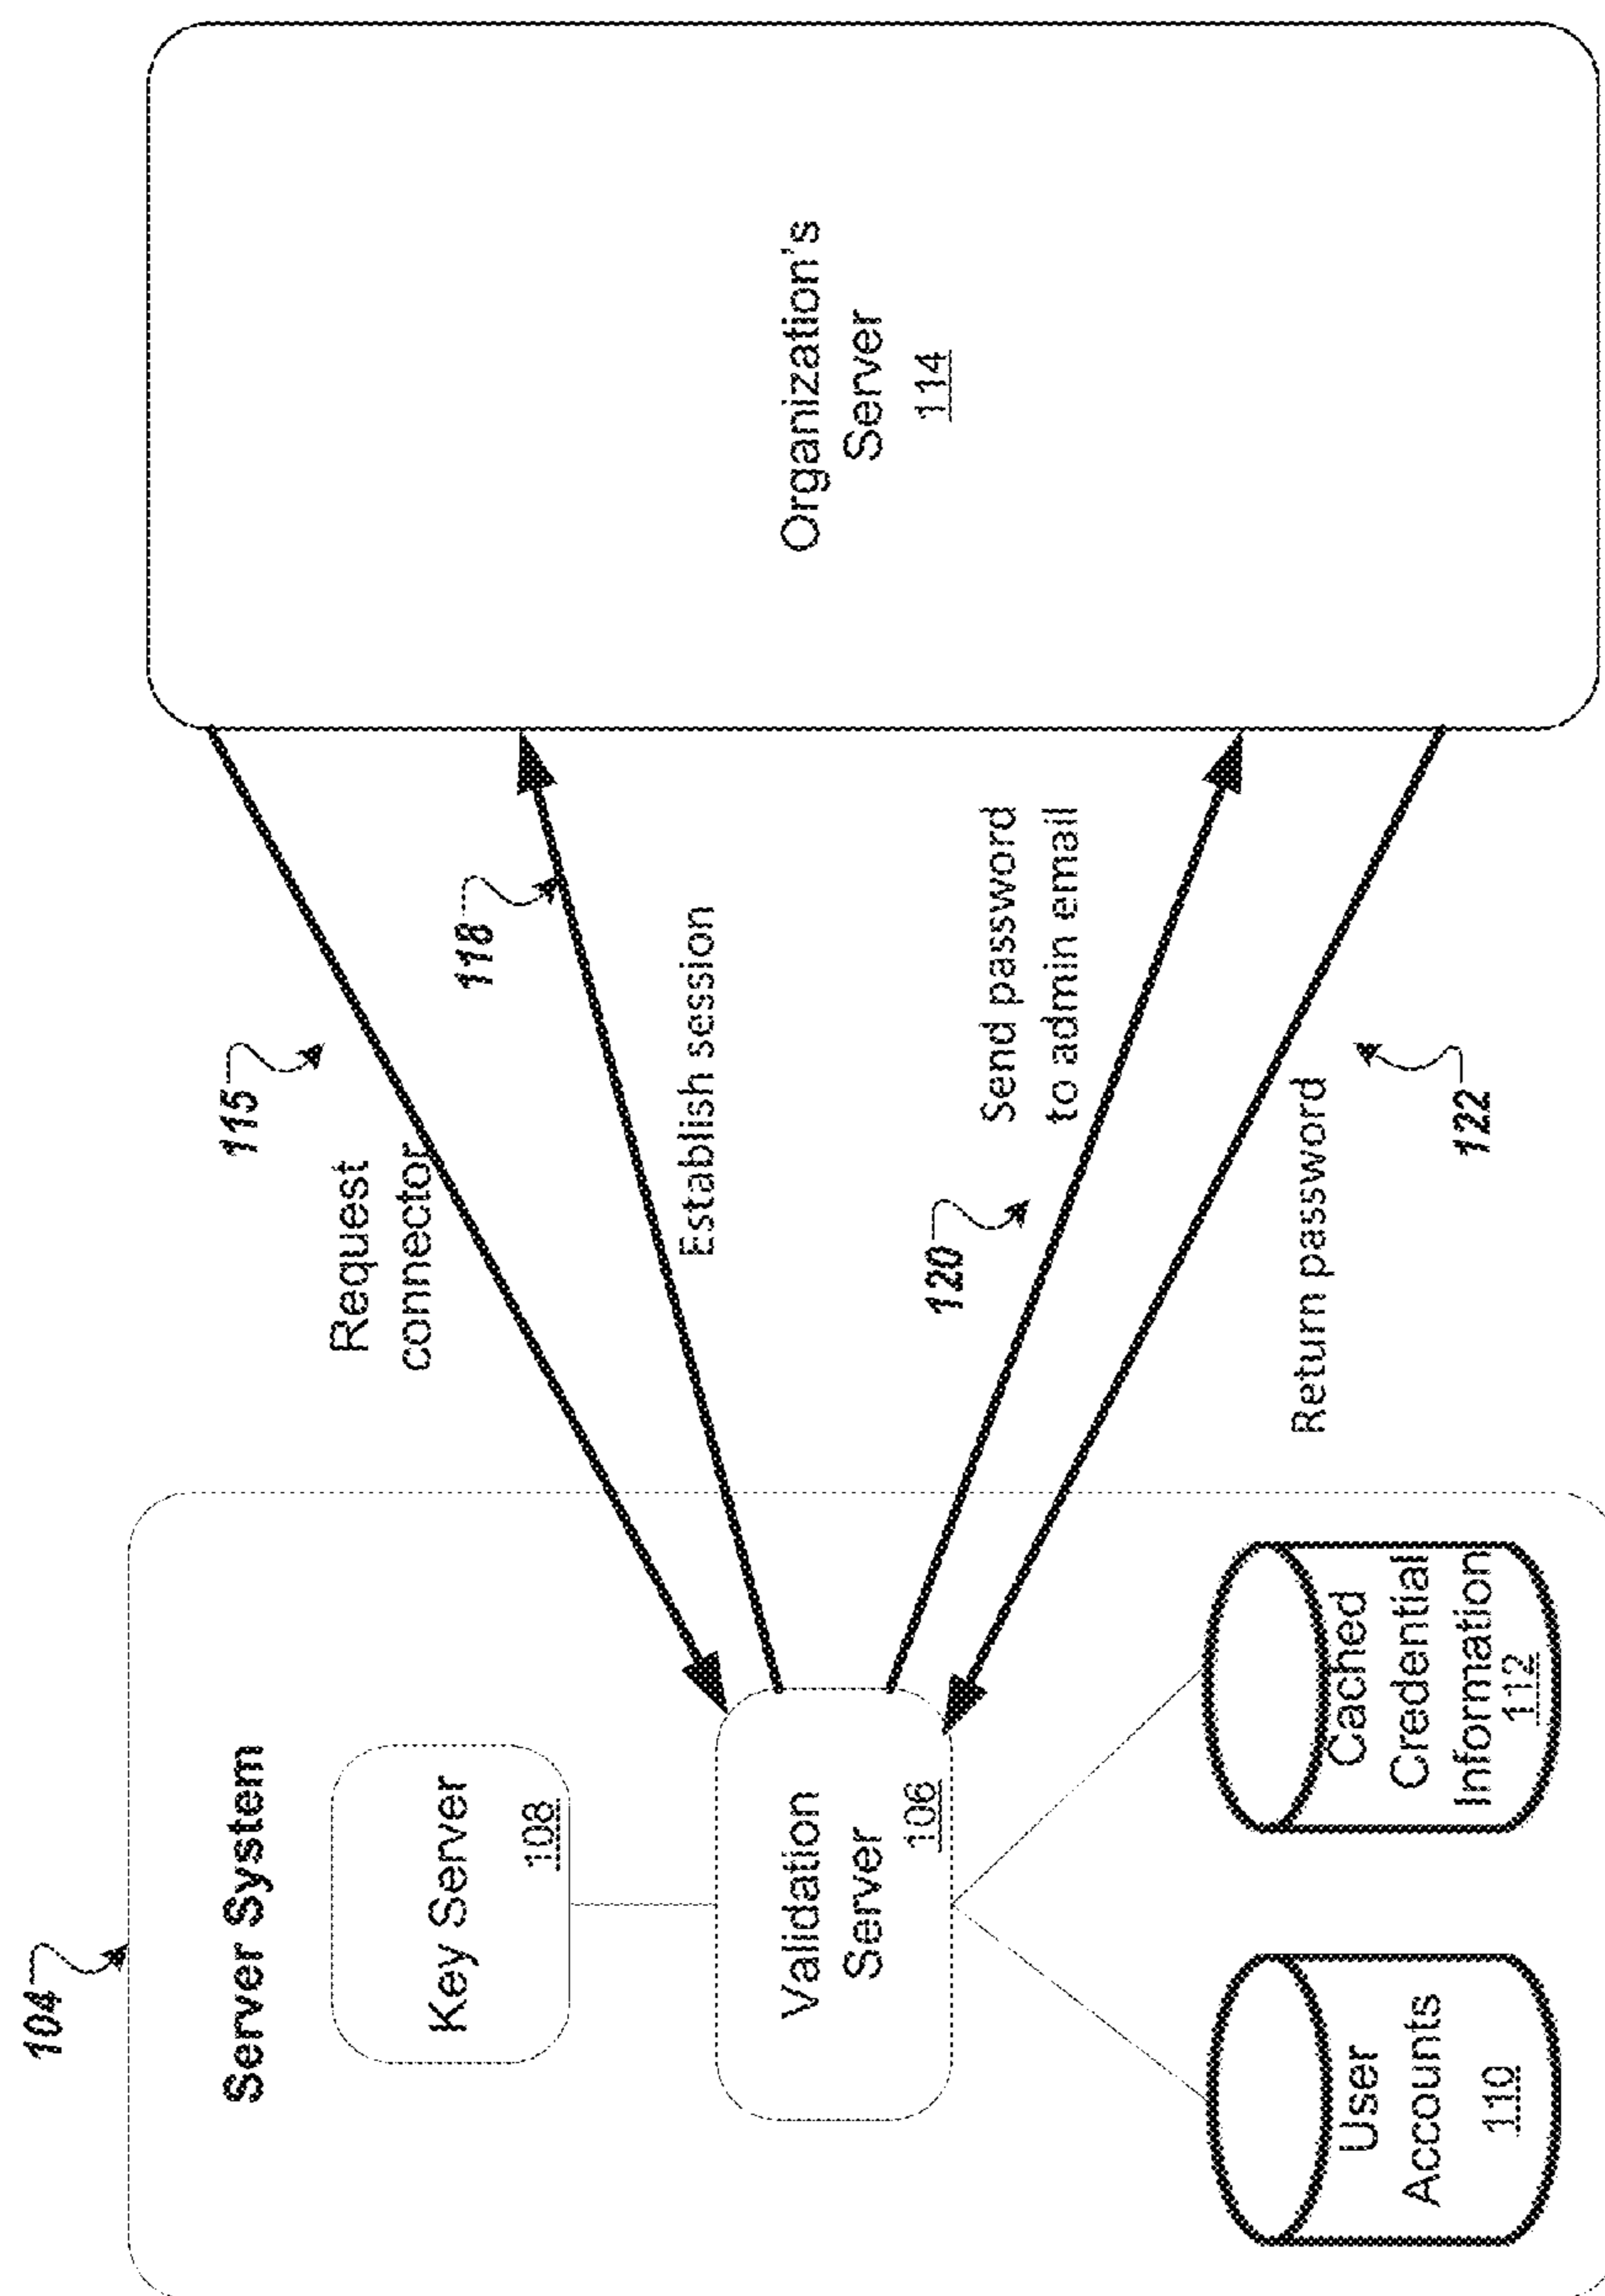 104
Server System
Key Server
108
Validation
Server
106
User
Accounts
110
Cached
Credential
Information
112
115
Request
connector
118
Establish session
120
Send password
to admin email
Return password
122
Organization's
Server
114